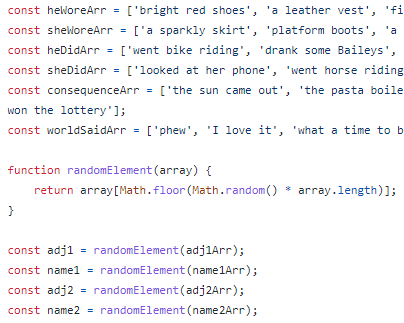 const heWoreArr = ['bright red shoes', 'a leather vest', 'fi
const sheWoreArr = ['a sparkly skirt', 'platform boots', 'a
const heDidArr = ['went bike riding', 'drank some Baileys',
const sheDidArr = ['looked at her phone', 'went horse riding
const consequenceArr = ['the sun came out', 'the pasta boile
won the lottery'];
const worldSaidArr = ['phew', 'I love it', 'what a time to b
function randomElement(array) {
return array[Math.floor(Math.random() * array.length)];
}
const adj1 = randomElement(adj1Arr);
const name1 = randomElement(name1Arr);
const adj2 = randomElement(adj2Arr);
const name2 = randomElement(name2Arr);